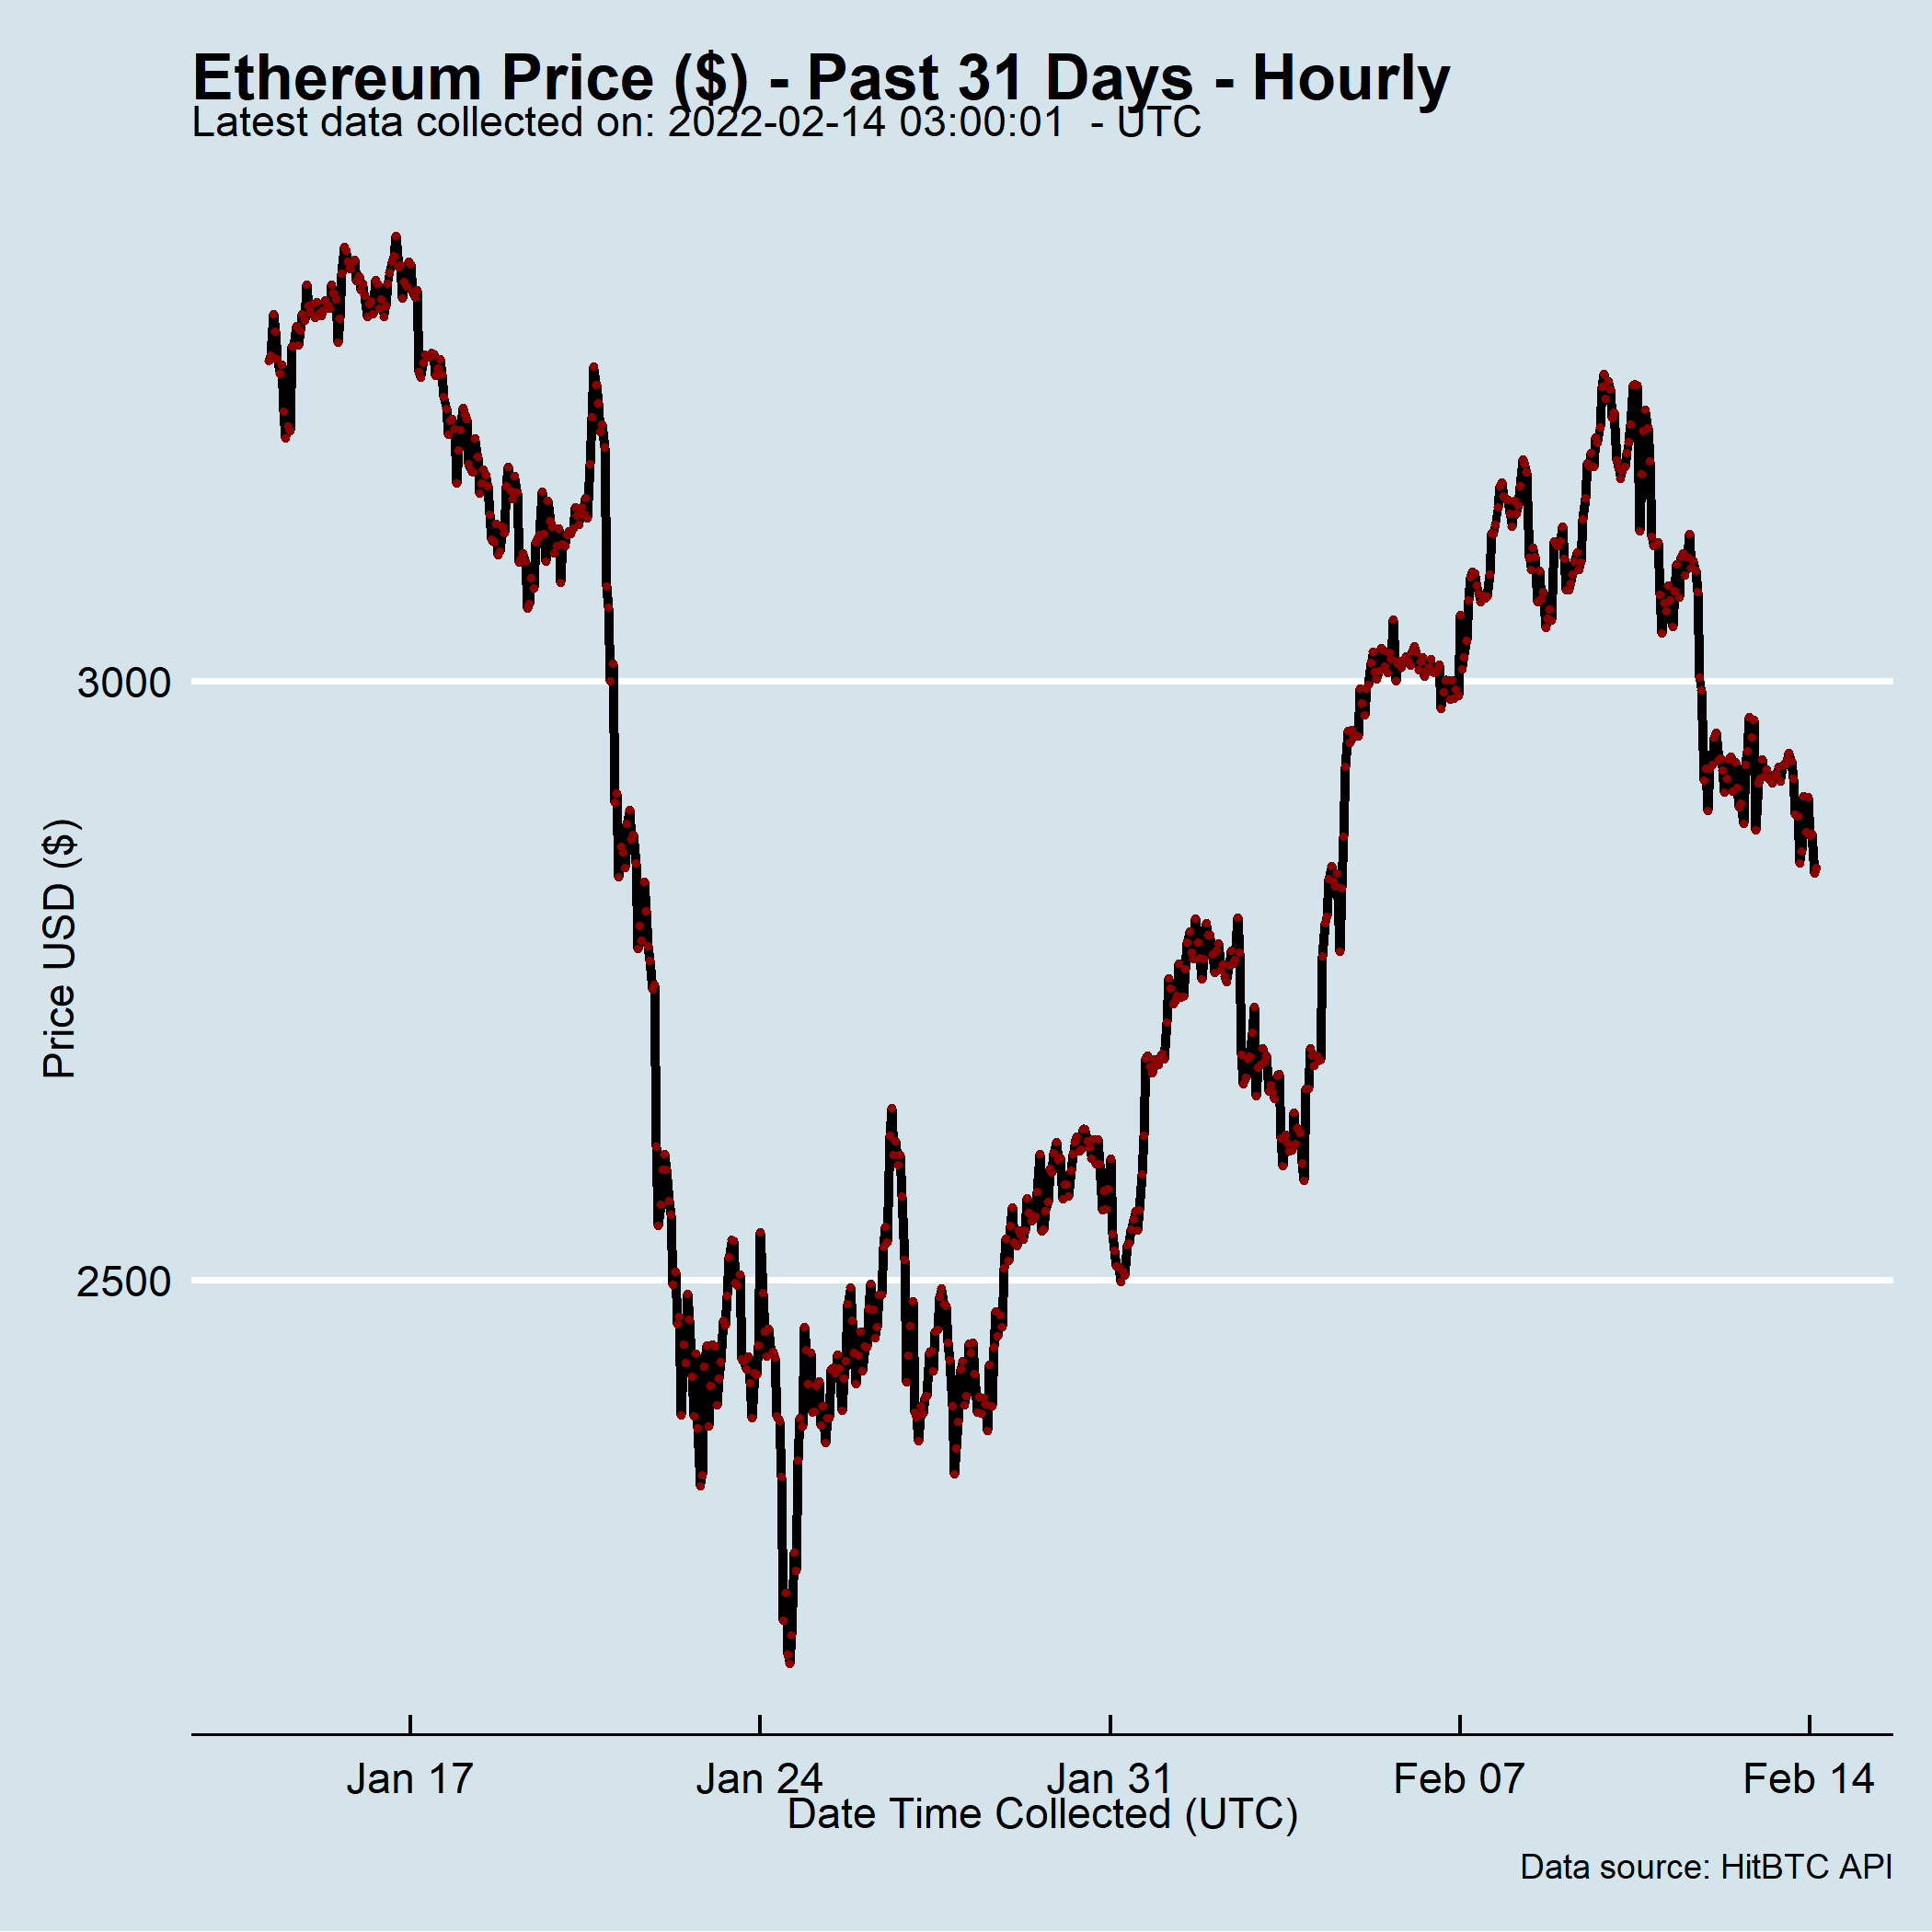 Ethereum Price ($) - Past 31 Days - Hourly
Latest data collected on: 2022-02-14 03:00:01  - UTC
3000
Price USD ($)
2500
Jan 17
Jan 24
Jan 31
Feb 07
Feb 14
Date Time Collected (UTC)
Data source: HitBTC API